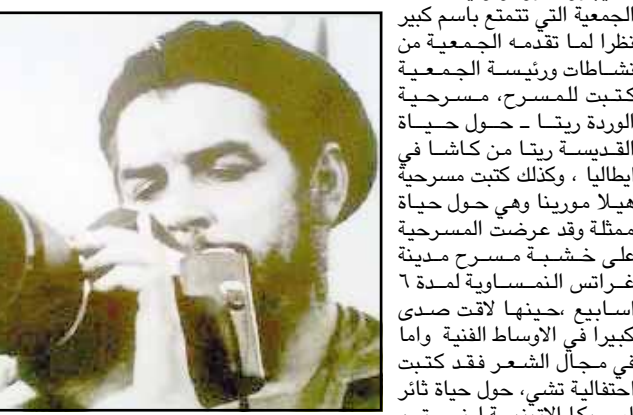 الجمعية التي تتمتع بأسم كبير
نظرا لما تقدمه الجمعية من
نشاطات ورئيسة الجمعية
كتبت للمسرح، مسرحية
الوردة ريتا - حول حياة
القديسة ريتا من كاشا في
ايطاليا ، وكذلك كتبت مسرحية
هيلا مورينا وهي حول حياة
ممثلة وقد عرضت المسرحية
على خشبة مسرح مدينة
غراتس النمساوية لمدة ٦
اسابيع ،حينها لاقت صدى
كبيرا في الاوساط الفنية واما
في مجال الشعر فقد كتبت
إحتفالية تشي، حول حياة ثائر